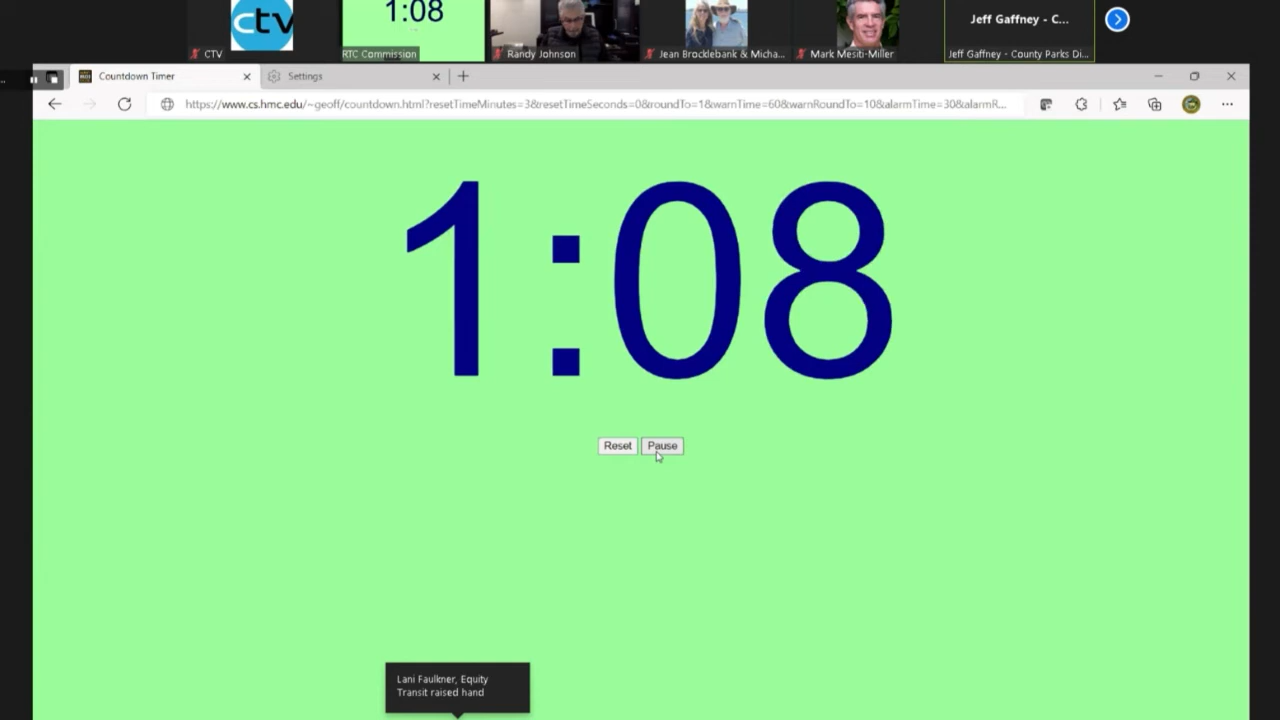 ctv
1:08
Jeff Gaffney - C...
CTV
RTC Commission
Randy Johnson
Jean Brocklebank & Micha...
Mark Mesiti-Miller
Jeff Gaffney - County Parks Di...
...
Countdown Timer
Settings
https://www.cs.hmc.edu/~geoff/countdown.html?resetTimeMinutes=3&resetTimeSeconds=0&roundTo=1&warnTime=60&warnRoundTo=10&alarmTime=30&alarmR...
1:08
Reset
Pause
Lani Faulkner, Equity
Transit raised hand